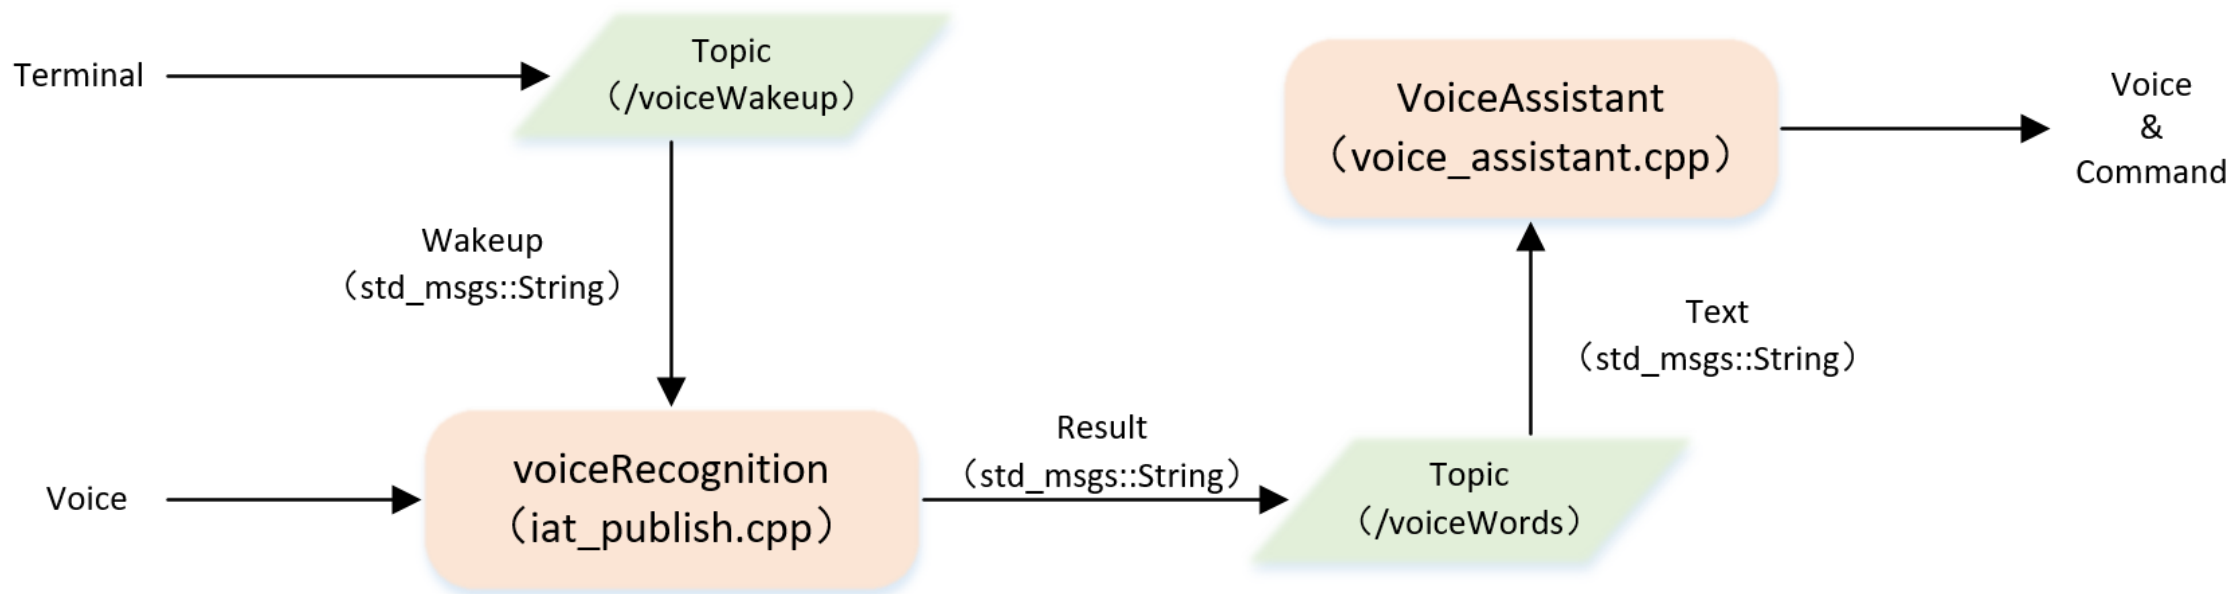 Terminal
Topic
（/voiceWakeup）
Wakeup
（std_msgs::String）
Voice
voiceRecognition
（iat_publish.cpp）
Result
（std_msgs::String）
Topic
（/voiceWords）
Text
（std_msgs::String）
VoiceAssistant
（voice_assistant.cpp）
Voice
&
Command